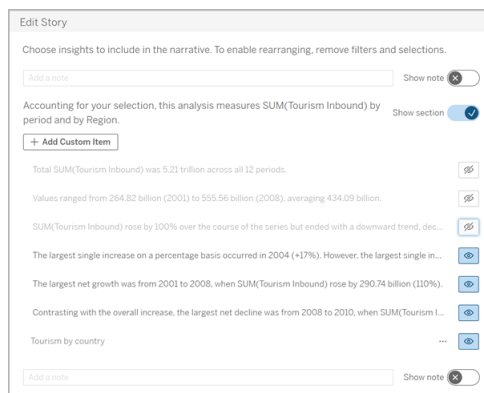 Edit Story
Choose insights to include in the narrative. To enable rearranging, remove filters and selections.
Add a note
Show note
Accounting for your selection, this analysis measures SUM(Tourism Inbound) by
period and by Region.
Show section
+ Add Custom Item
Total SUM(Tourism Inbound) was 5.21 trillion across all 12 periods.
Values ranged from 264.82 billion (2001) to 555.56 billion (2008), averaging 434.09 billion.
SUM(Tourism Inbound) rose by 100% over the course of the series but ended with a downward trend, dec...
The largest single increase on a percentage basis occurred in 2004 (+17%). However, the largest single in...
The largest net growth was from 2001 to 2008, when SUM(Tourism Inbound) rose by 290.74 billion (110%).
Contrasting with the overall increase, the largest net decline was from 2008 to 2010, when SUM(Tourism I...
Tourism by country
...
Add a note
Show note